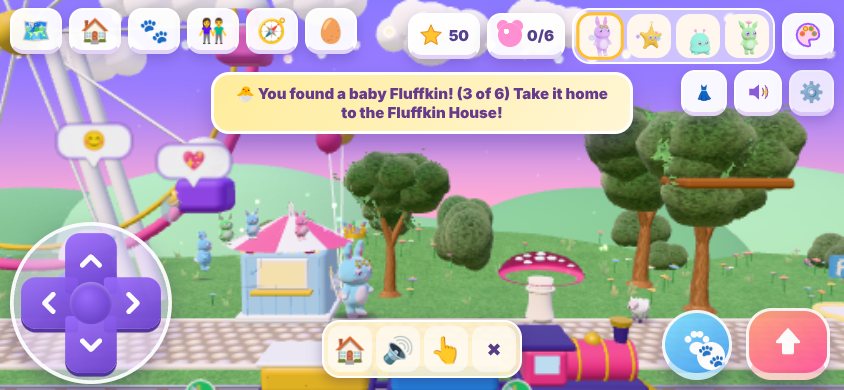 50
0/6
🐣 You found a baby Fluffkin! (3 of 6) Take it home
to the Fluffkin House!